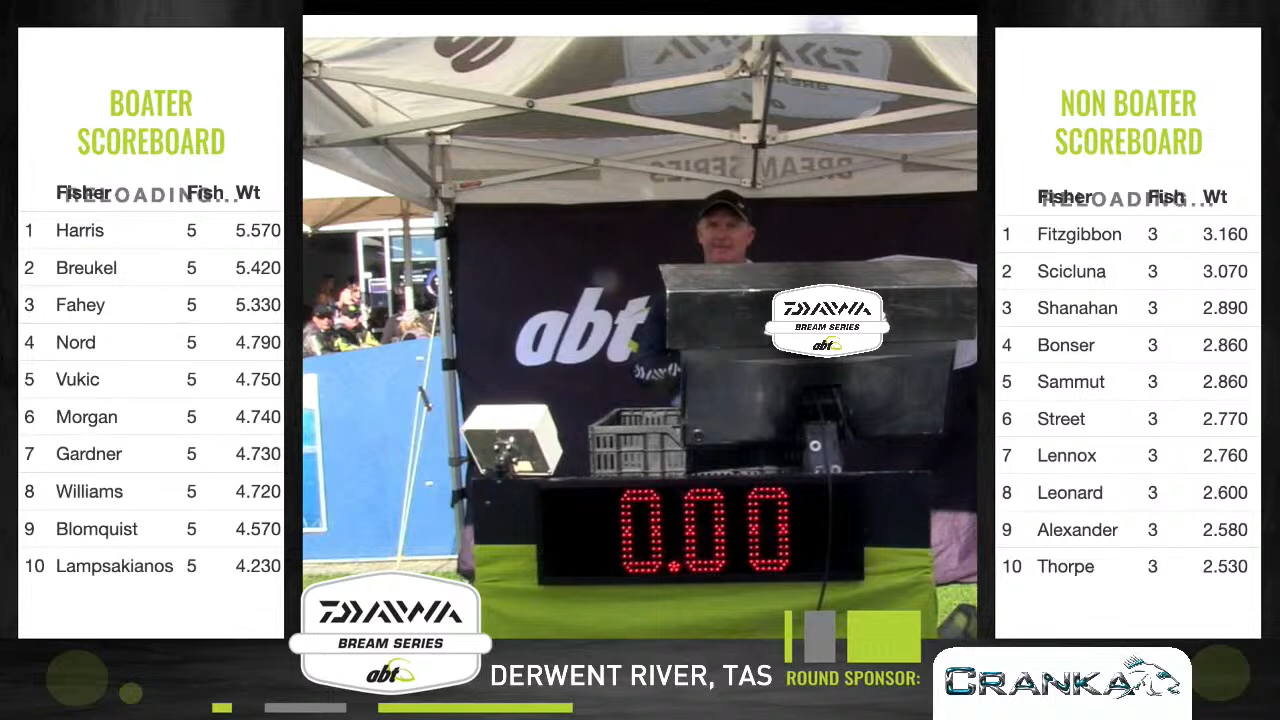 BOATER
SCOREBOARD
RELOADING...
Fisher Fish Wt
1 Harris 5 5.570
2 Breukel 5 5.420
3 Fahey 5 5.330
4 Nord 5 4.790
5 Vukic 5 4.750
6 Morgan 5 4.740
7 Gardner 5 4.730
8 Williams 5 4.720
9 Blomquist 5 4.570
10 Lampsakianos 5 4.230
BREAM SERIES
abt
DAIWA
BREAM SERIES
abt
DAIWA
0.00
DAIWA
BREAM SERIES
abt
DERWENT RIVER, TAS
ROUND SPONSOR:
CRANKA
NON BOATER
SCOREBOARD
RELOADING...
Fisher Fish Wt
1 Fitzgibbon 3 3.160
2 Scicluna 3 3.070
3 Shanahan 3 2.890
4 Bonser 3 2.860
5 Sammut 3 2.860
6 Street 3 2.770
7 Lennox 3 2.760
8 Leonard 3 2.600
9 Alexander 3 2.580
10 Thorpe 3 2.530